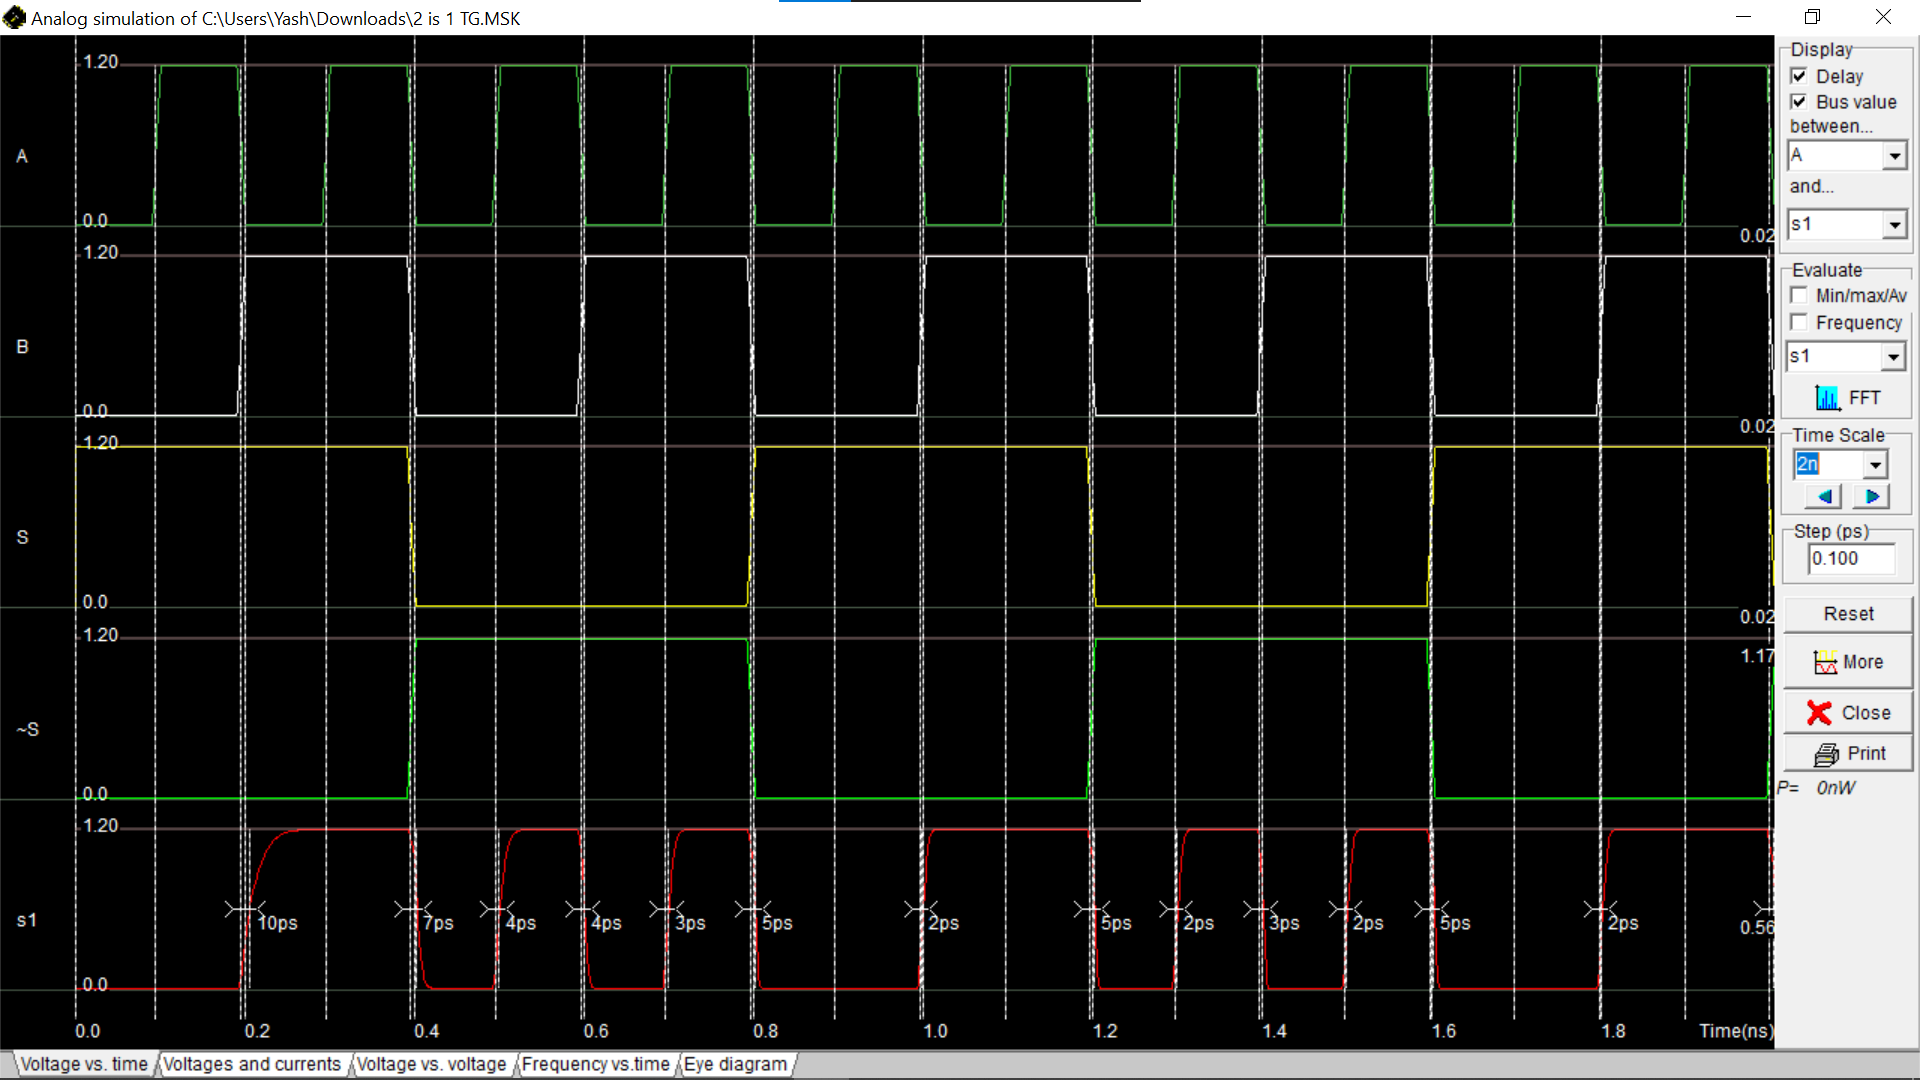 Analog simulation of C:\Users\Yash\Downloads\2 is 1 TG.MSK
1.20
A
0.0
0.02
1.20
B
0.0
0.02
1.20
S
0.0
0.02
1.20
1.17
~S
0.0
1.20
s1
10ps
7ps
4ps
4ps
3ps
5ps
2ps
5ps
2ps
3ps
2ps
5ps
2ps
0.56
0.0
0.0 0.2 0.4 0.6 0.8 1.0 1.2 1.4 1.6 1.8 Time(ns)
Voltage vs. time Voltages and currents Voltage vs. voltage Frequency vs.time Eye diagram
Display
Delay
Bus value
between...
A
and...
s1
Evaluate
Min/max/Av
Frequency
s1
FFT
Time Scale
2n
Step (ps)
0.100
Reset
More
Close
Print
P= 0nW